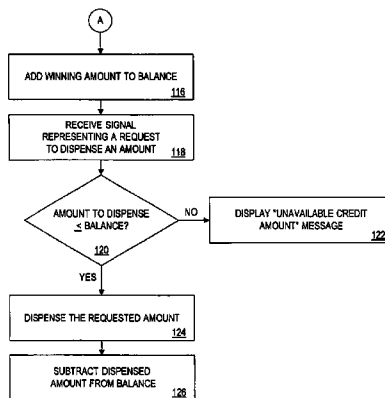 A
ADD WINNING AMOUNT TO BALANCE
116
RECEIVE SIGNAL
REPRESENTING A REQUEST
TO DISPENSE AN AMOUNT
118
AMOUNT TO DISPENSE
≤ BALANCE?
120
NO
DISPLAY "UNAVAILABLE CREDIT
AMOUNT" MESSAGE
122
YES
DISPENSE THE REQUESTED AMOUNT
124
SUBTRACT DISPENSED
AMOUNT FROM BALANCE
126